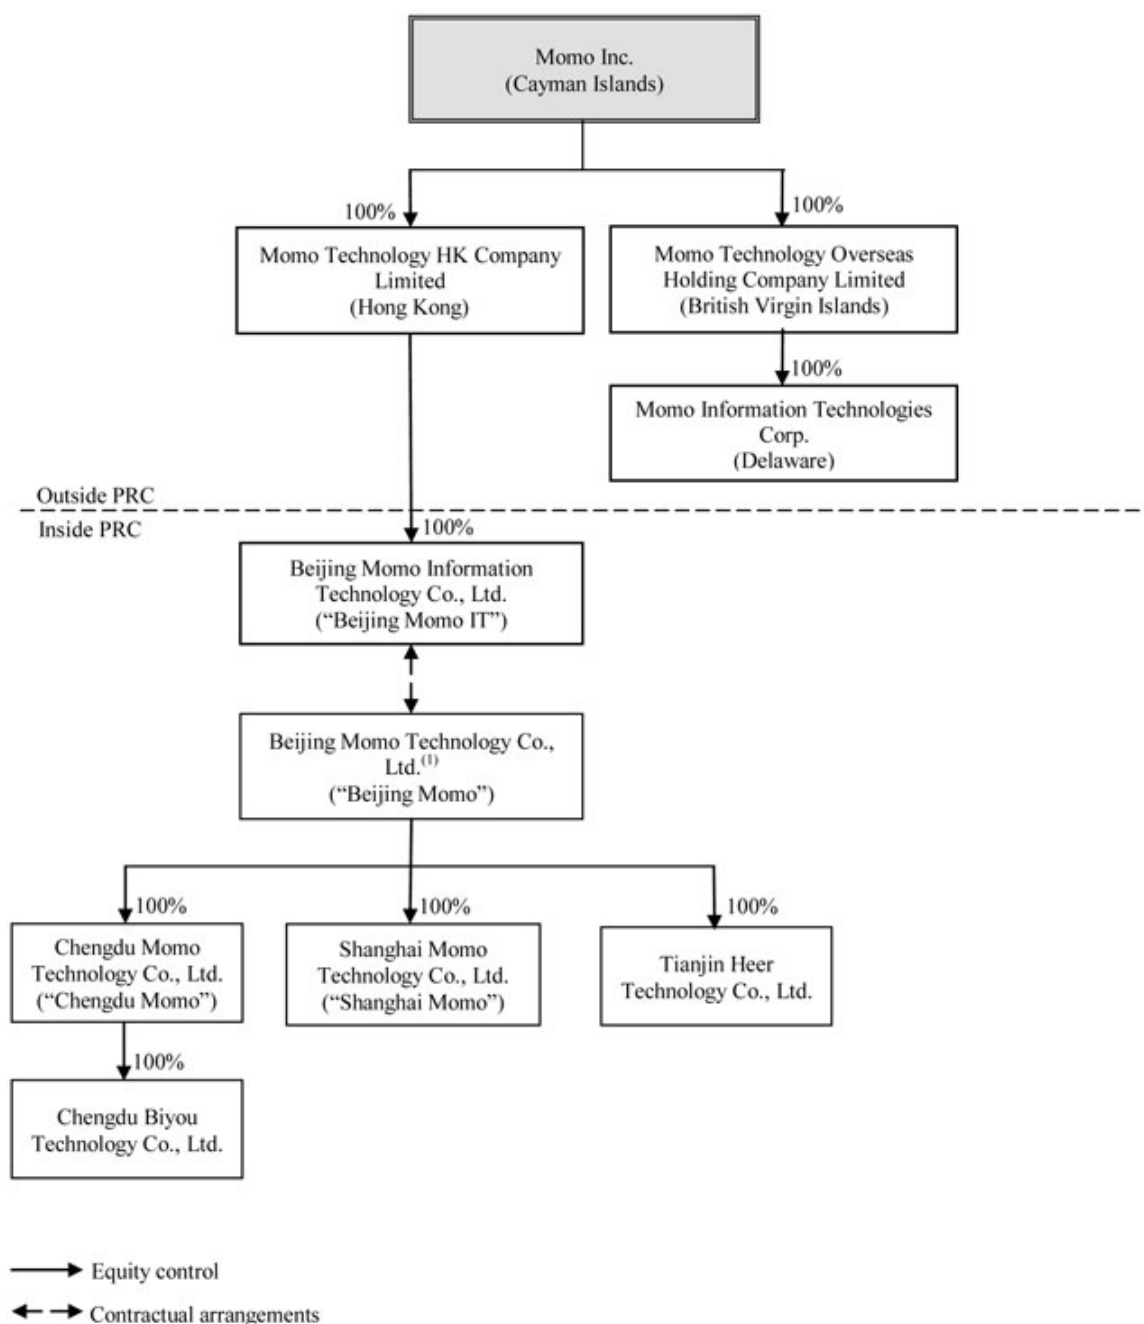 Momo Inc.
(Cayman Islands)
100%
100%
Momo Technology HK Company
Limited
(Hong Kong)
Momo Technology Overseas
Holding Company Limited
(British Virgin Islands)
100%
Momo Information Technologies
Corp.
(Delaware)
Outside PRC
Inside PRC
100%
Beijing Momo Information
Technology Co., Ltd.
(“Beijing Momo IT”)
Beijing Momo Technology Co.,
Ltd.(1)
(“Beijing Momo”)
100%
100%
100%
Chengdu Momo
Technology Co., Ltd.
(“Chengdu Momo”)
Shanghai Momo
Technology Co., Ltd.
(“Shanghai Momo”)
Tianjin Heer
Technology Co., Ltd.
100%
Chengdu Biyou
Technology Co., Ltd.
Equity control
Contractual arrangements